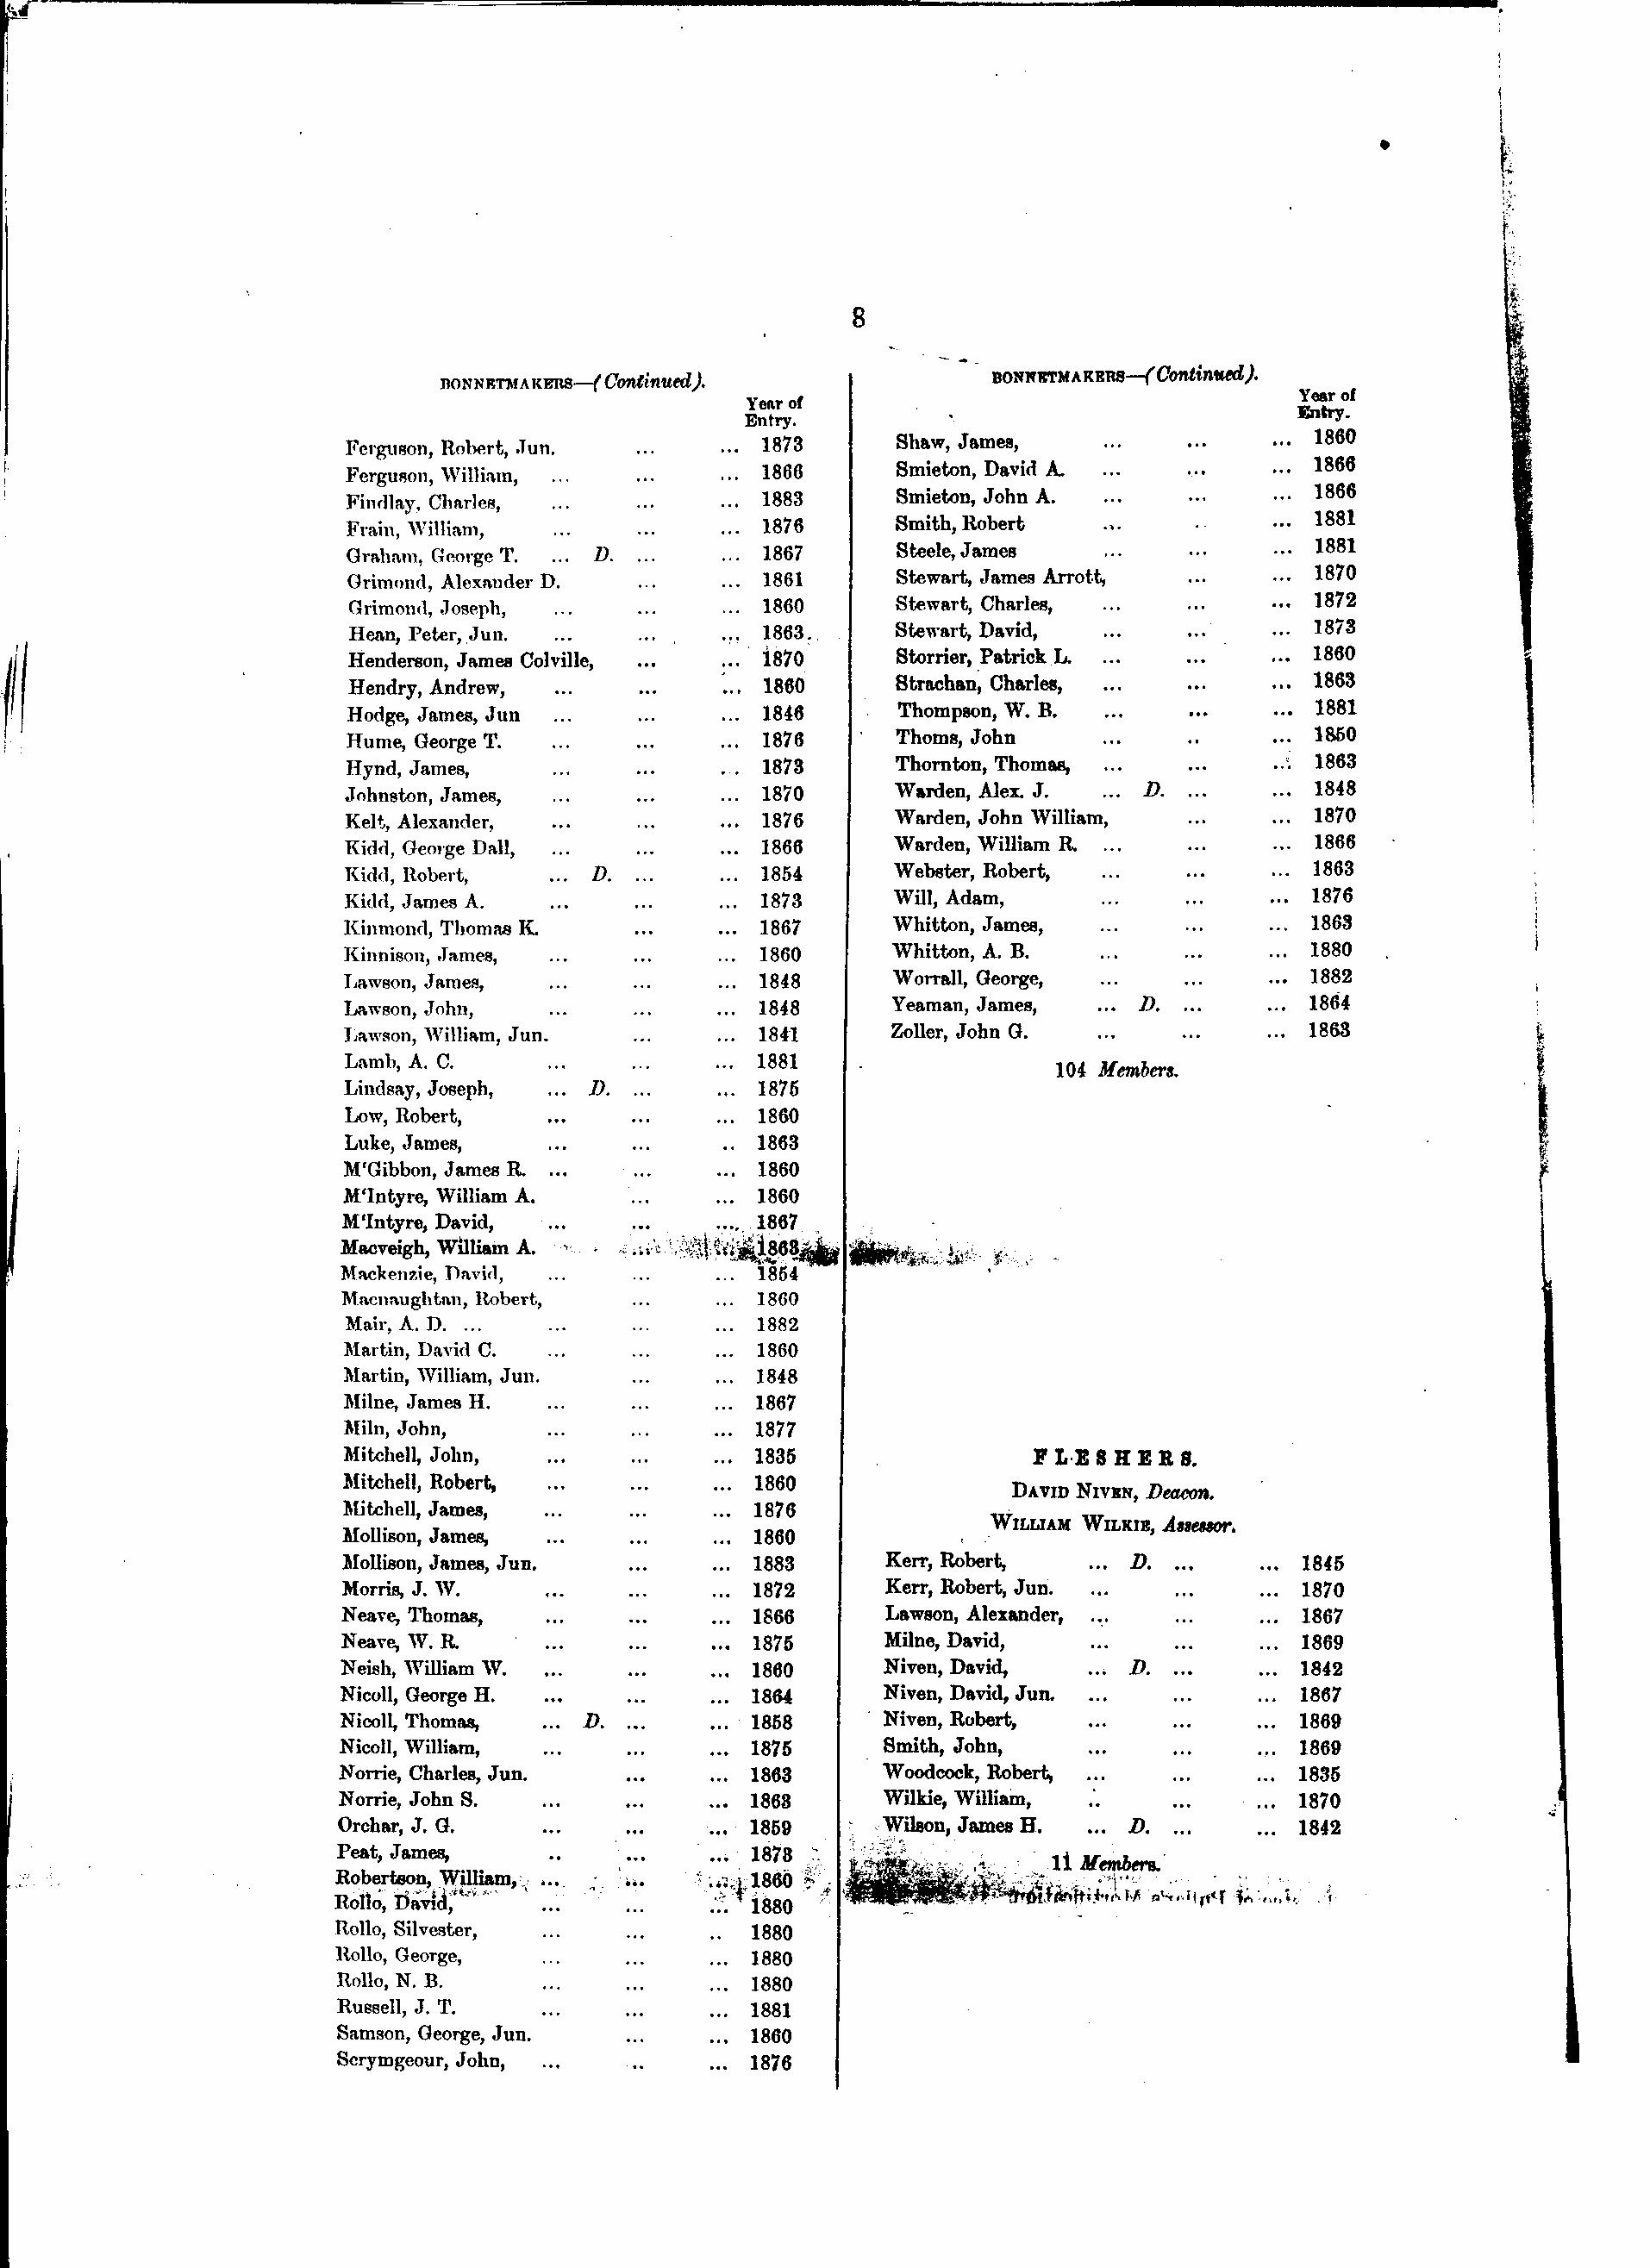 8
BONNETMAKERS—(Continued).
Year of
Entry.
Ferguson, Robert, Jun. ... ... 1873
Ferguson, William, ... ... ... 1866
Findlay, Charles, ... ... ... 1883
Frain, William, ... ... ... 1876
Graham, George T. ... D. ... ... 1867
Grimond, Alexander D. ... ... 1861
Grimond, Joseph, ... ... ... 1860
Hean, Peter, Jun. ... ... ... 1863
Henderson, James Colville, ... ... 1870
Hendry, Andrew, ... ... ... 1860
Hodge, James, Jun ... ... ... 1846
Hume, George T. ... ... ... 1876
Hynd, James, ... ... ... 1873
Johnston, James, ... ... ... 1870
Kelt, Alexander, ... ... ... 1876
Kidd, George Dall, ... ... ... 1866
Kidd, Robert, ... D. ... ... 1854
Kidd, James A. ... ... ... 1873
Kinmond, Thomas K. ... ... 1867
Kinnison, James, ... ... ... 1860
Lawson, James, ... ... ... 1848
Lawson, John, ... ... ... 1848
Lawson, William, Jun. ... ... 1841
Lamb, A. C. ... ... ... 1881
Lindsay, Joseph, ... D. ... ... 1875
Low, Robert, ... ... ... 1860
Luke, James, ... ... .. 1863
M'Gibbon, James R. ... ... ... 1860
M'Intyre, William A. ... ... 1860
M'Intyre, David, ... ... ... 1867
Macveigh, William A. 1863
Mackenzie, David, ... ... ... 1854
Macnaughtan, Robert, ... ... 1860
Mair, A. D. ... ... ... ... 1882
Martin, David C. ... ... ... 1860
Martin, William, Jun. ... ... 1848
Milne, James H. ... ... ... 1867
Miln, John, ... ... ... 1877
Mitchell, John, ... ... ... 1835
Mitchell, Robert, ... ... ... 1860
Mitchell, James, ... ... ... 1876
Mollison, James, ... ... ... 1860
Mollison, James, Jun. ... ... 1883
Morris, J. W. ... ... ... 1872
Neave, Thomas, ... ... ... 1866
Neave, W. R. ... ... ... 1875
Neish, William W. ... ... ... 1860
Nicoll, George H. ... ... ... 1864
Nicoll, Thomas, ... D. ... ... 1858
Nicoll, William, ... ... ... 1875
Norrie, Charles, Jun. ... ... 1863
Norrie, John S. ... ... ... 1863
Orchar, J. G. ... ... ... 1859
Peat, James, .. ... ... 1873
Robertson, William, ... ... ... 1860
Rollo, David, ... ... ... 1880
Rollo, Silvester, ... ... .. 1880
Rollo, George, ... ... ... 1880
Rollo, N. B. ... ... ... 1880
Russell, J. T. ... ... ... 1881
Samson, George, Jun. ... ... 1860
Scrymgeour, John, ... .. ... 1876
BONNETMAKERS—(Continued).
Year of
Entry.
Shaw, James, ... ... ... 1860
Smieton, David A. ... ... ... 1866
Smieton, John A. ... ... ... 1866
Smith, Robert ... .. ... 1881
Steele, James ... ... ... 1881
Stewart, James Arrott, ... ... 1870
Stewart, Charles, ... ... ... 1872
Stewart, David, ... ... ... 1873
Storrier, Patrick L. ... ... ... 1860
Strachan, Charles, ... ... ... 1863
Thompson, W. B. ... ... ... 1881
Thoms, John ... .. ... 1850
Thornton, Thomas, ... ... ... 1863
Warden, Alex. J. ... D. ... ... 1848
Warden, John William, ... ... 1870
Warden, William R. ... ... ... 1866
Webster, Robert, ... ... ... 1863
Will, Adam, ... ... ... 1876
Whitton, James, ... ... ... 1863
Whitton, A. B. ... ... ... 1880
Worrall, George, ... ... ... 1882
Yeaman, James, ... D. ... ... 1864
Zoller, John G. ... ... ... 1863
104 Members.
FLESHERS.
DAVID NIVEN, Deacon.
WILLIAM WILKIE, Assessor.
Kerr, Robert, ... D. ... ... 1845
Kerr, Robert, Jun. ... ... ... 1870
Lawson, Alexander, ... ... ... 1867
Milne, David, ... ... ... 1869
Niven, David, ... D. ... ... 1842
Niven, David, Jun. ... ... ... 1867
Niven, Robert, ... ... ... 1869
Smith, John, ... ... ... 1869
Woodcock, Robert, ... ... ... 1835
Wilkie, William, .. ... ... 1870
Wilson, James H. ... D. ... ... 1842
11 Members.